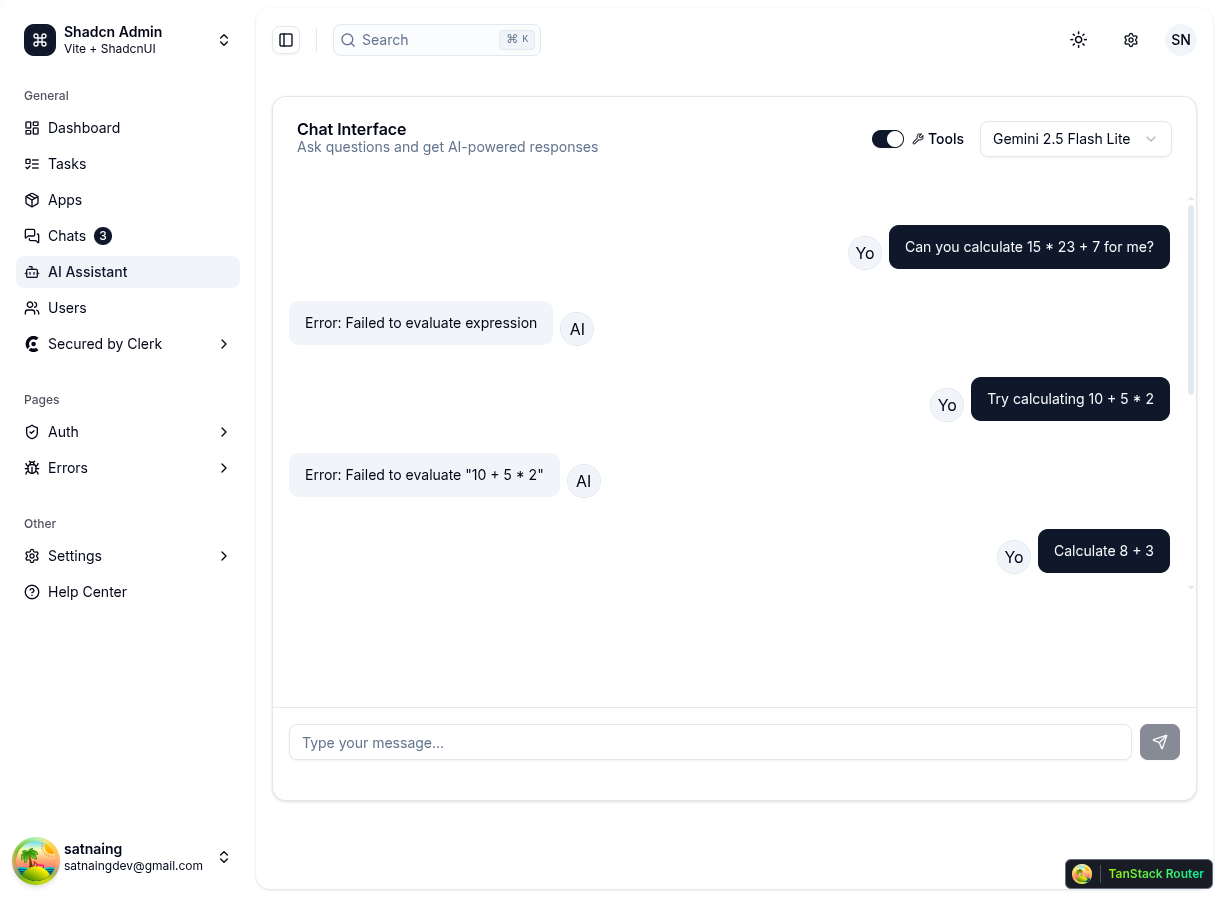 Shadcn Admin
Vite + ShadcnUI
General
Dashboard
Tasks
Apps
Chats 3
AI Assistant
Users
Secured by Clerk
Pages
Auth
Errors
Other
Settings
Help Center
satnaing
satnaingdev@gmail.com
Search ⌘ K
SN
Chat Interface
Ask questions and get AI-powered responses
Tools
Gemini 2.5 Flash Lite
Yo Can you calculate 15 * 23 + 7 for me?
Error: Failed to evaluate expression AI
Yo Try calculating 10 + 5 * 2
Error: Failed to evaluate "10 + 5 * 2" AI
Yo Calculate 8 + 3
Type your message...
TanStack Router